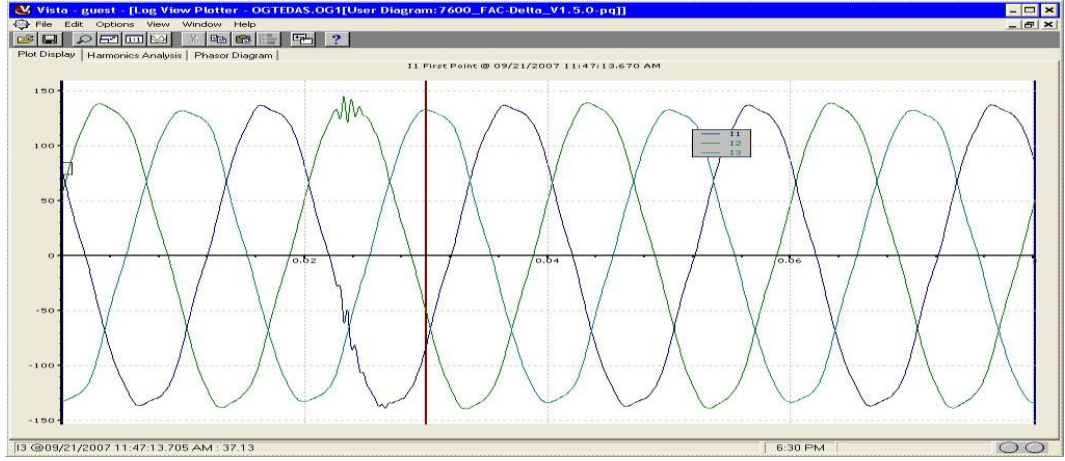 Vista - guest - [Log View Plotter - OGTEDAS.OG1[User Diagram:7600_FAC-Delta_V1.5.0-pq]]
File Edit Options View Window Help
Plot Display Harmonics Analysis Phasor Diagram
I1 First Point @ 09/21/2007 11:47:13.670 AM
150
100
50
0
-50
-100
-150
0.02
0.04
0.06
I1
I2
I3
I3 @09/21/2007 11:47:13.705 AM : 37.13
6:30 PM